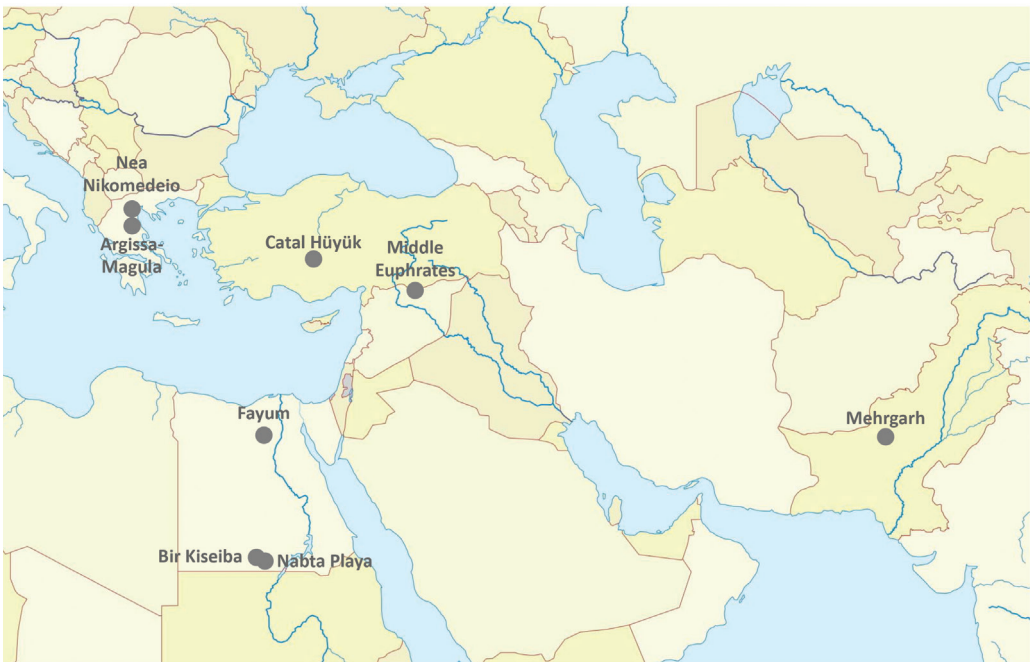 Nea
Nikomedeio
Argissa-
Magula
Catal Hüyük
Middle
Euphrates
Fayum
Mehrgarh
Bir Kiseiba
Nabta Playa